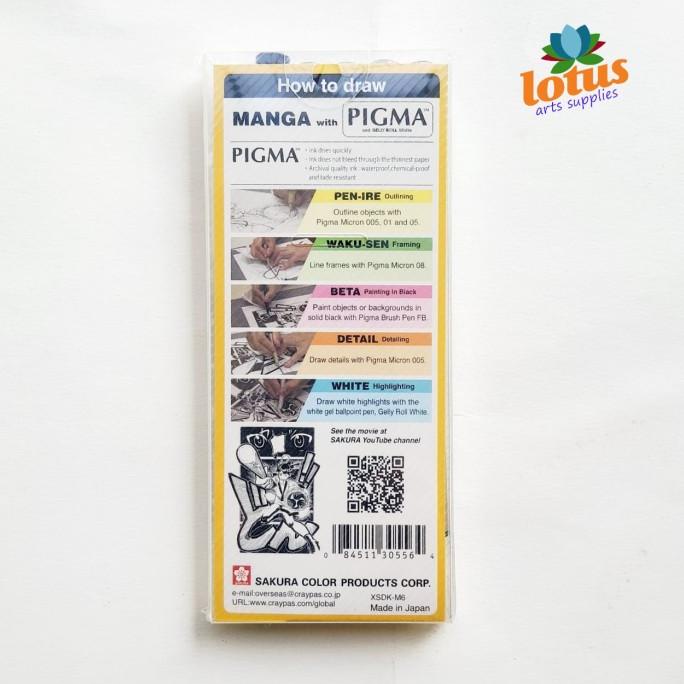 lotus
arts supplies
How to draw
MANGA with PIGMA™
and GELLY ROLL White
PIGMA™
• Ink dries quickly
• Ink does not bleed through the thinnest paper
• Archival quality ink : waterproof,chemical-proof
and fade resistant
PEN-IRE Outlining
Outline objects with
Pigma Micron 005, 01 and 05.
WAKU-SEN Framing
Line frames with Pigma Micron 08.
BETA Painting in Black
Paint objects or backgrounds in
solid black with Pigma Brush Pen FB.
DETAIL Detailing
Draw details with Pigma Micron 005.
WHITE Highlighting
Draw white highlights with the
white gel ballpoint pen, Gelly Roll White.
See the movie at
SAKURA YouTube channel
0 84511 30556 4
SAKURA COLOR PRODUCTS CORP.
e-mail:overseas@craypas.co.jp XSDK-M6
URL:www.craypas.com/global Made in Japan